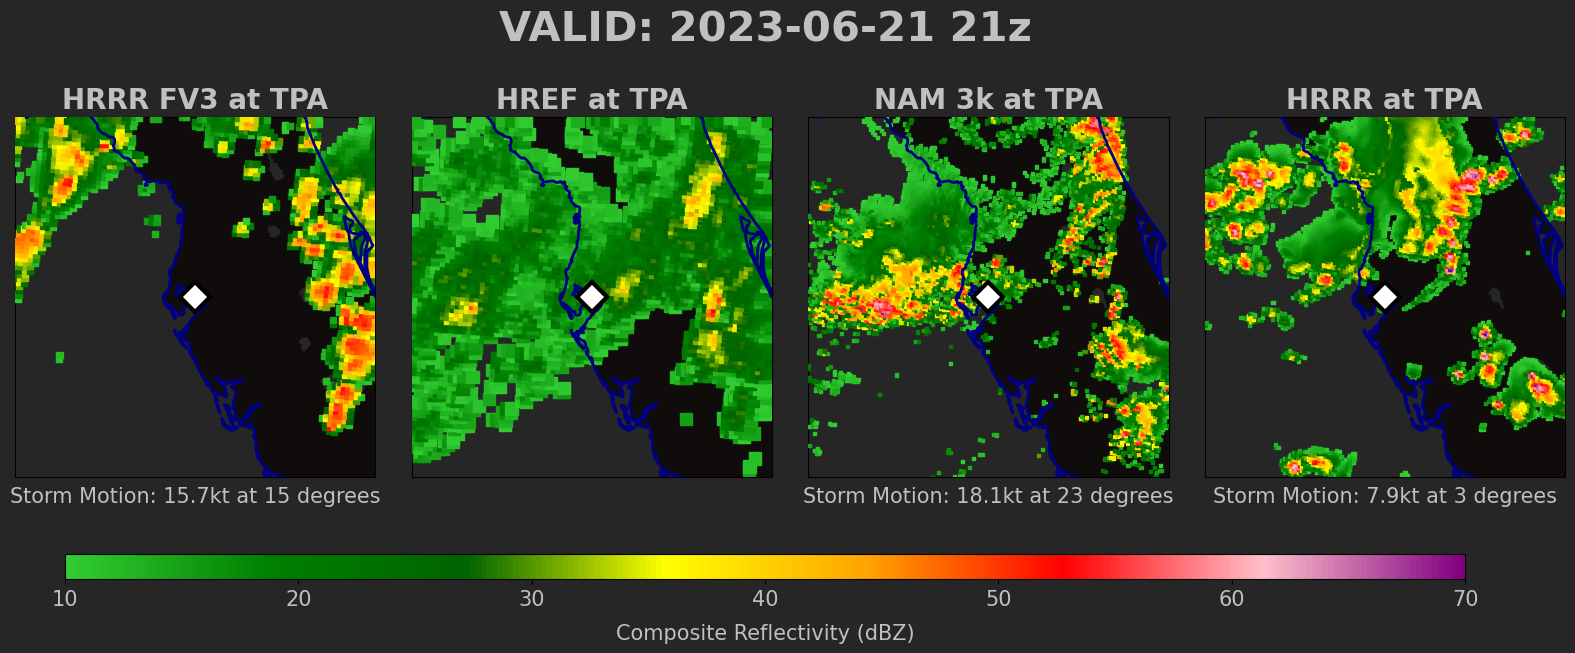 VALID: 2023-06-21 21z
HRRR FV3 at TPA
HREF at TPA
NAM 3k at TPA
HRRR at TPA
Storm Motion: 15.7kt at 15 degrees
Storm Motion: 18.1kt at 23 degrees
Storm Motion: 7.9kt at 3 degrees
10 20 30 40 50 60 70
Composite Reflectivity (dBZ)